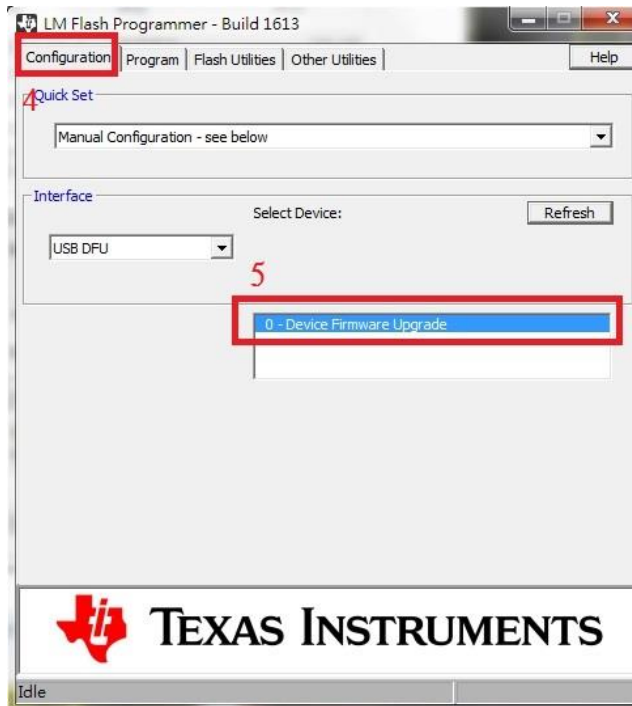 LM Flash Programmer - Build 1613
Configuration Program Flash Utilities Other Utilities Help
4
Quick Set
Manual Configuration - see below
Interface
Select Device:
Refresh
USB DFU
5
0 - Device Firmware Upgrade
TEXAS INSTRUMENTS
Idle